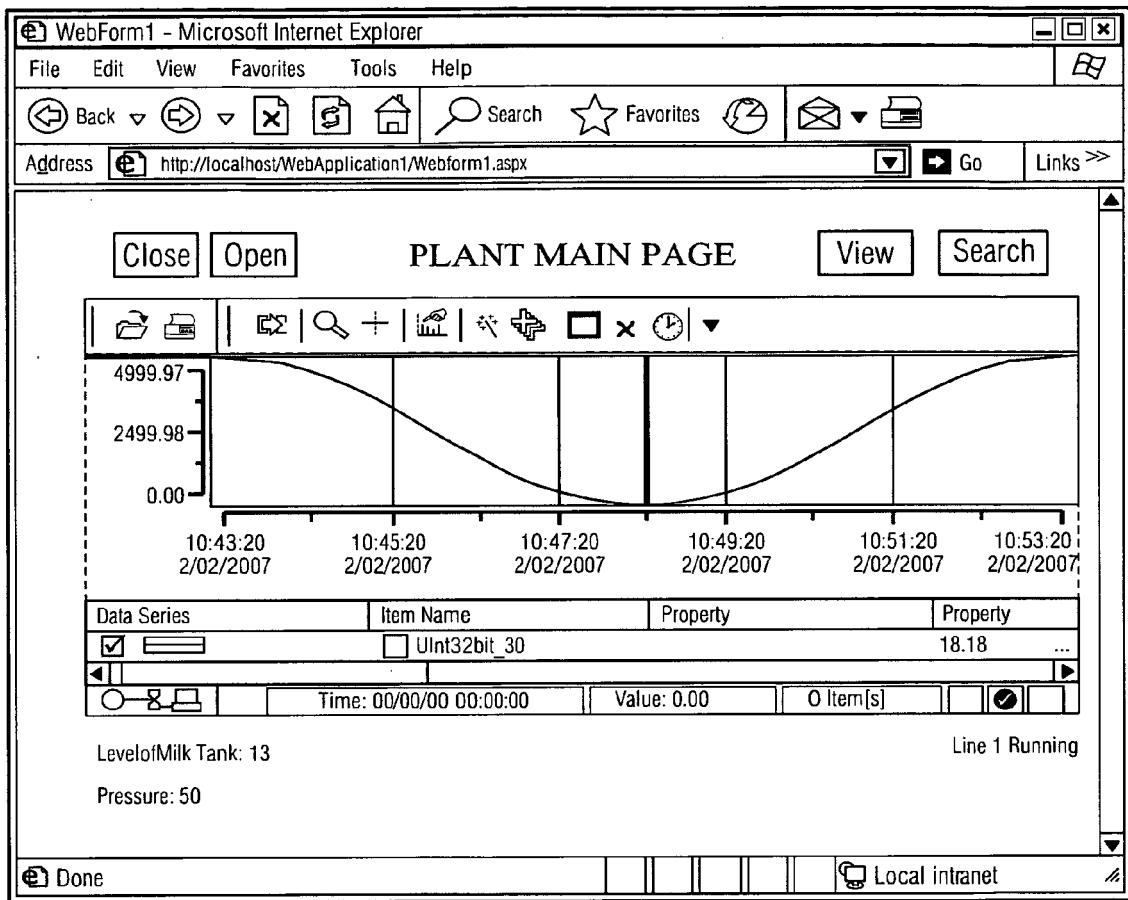 WebForm1 - Microsoft Internet Explorer
File Edit View Favorites Tools Help
Back Search Favorites
Address http://localhost/WebApplication1/Webform1.aspx Go Links >>
Close Open PLANT MAIN PAGE View Search
4999.97
2499.98
0.00
10:43:20 10:45:20 10:47:20 10:49:20 10:51:20 10:53:20
2/02/2007 2/02/2007 2/02/2007 2/02/2007 2/02/2007 2/02/2007
Data Series Item Name Property Property
UInt32bit_30 18.18 ...
Time: 00/00/00 00:00:00 Value: 0.00 O Item[s]
LevelofMilk Tank: 13 Line 1 Running
Pressure: 50
Done Local intranet